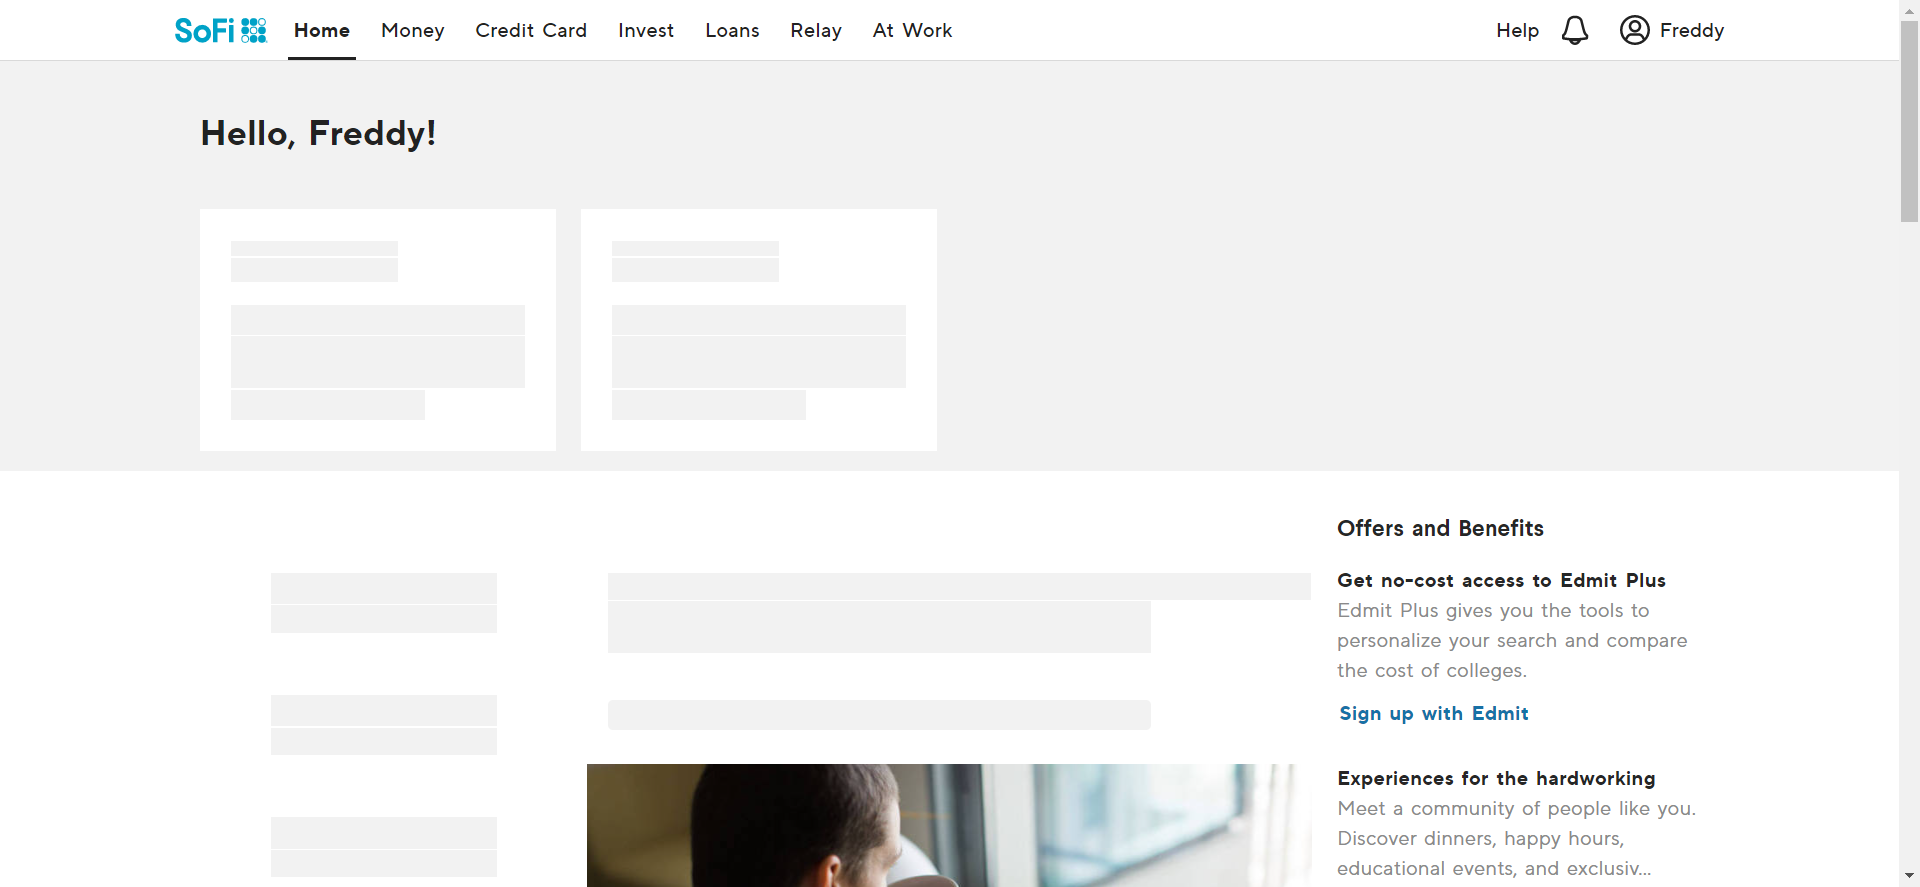 SoFi Home Money Credit Card Invest Loans Relay At Work Help Freddy
Hello, Freddy!
Offers and Benefits
Get no-cost access to Edmit Plus
Edmit Plus gives you the tools to
personalize your search and compare
the cost of colleges.
Sign up with Edmit
Experiences for the hardworking
Meet a community of people like you.
Discover dinners, happy hours,
educational events, and exclusiv...